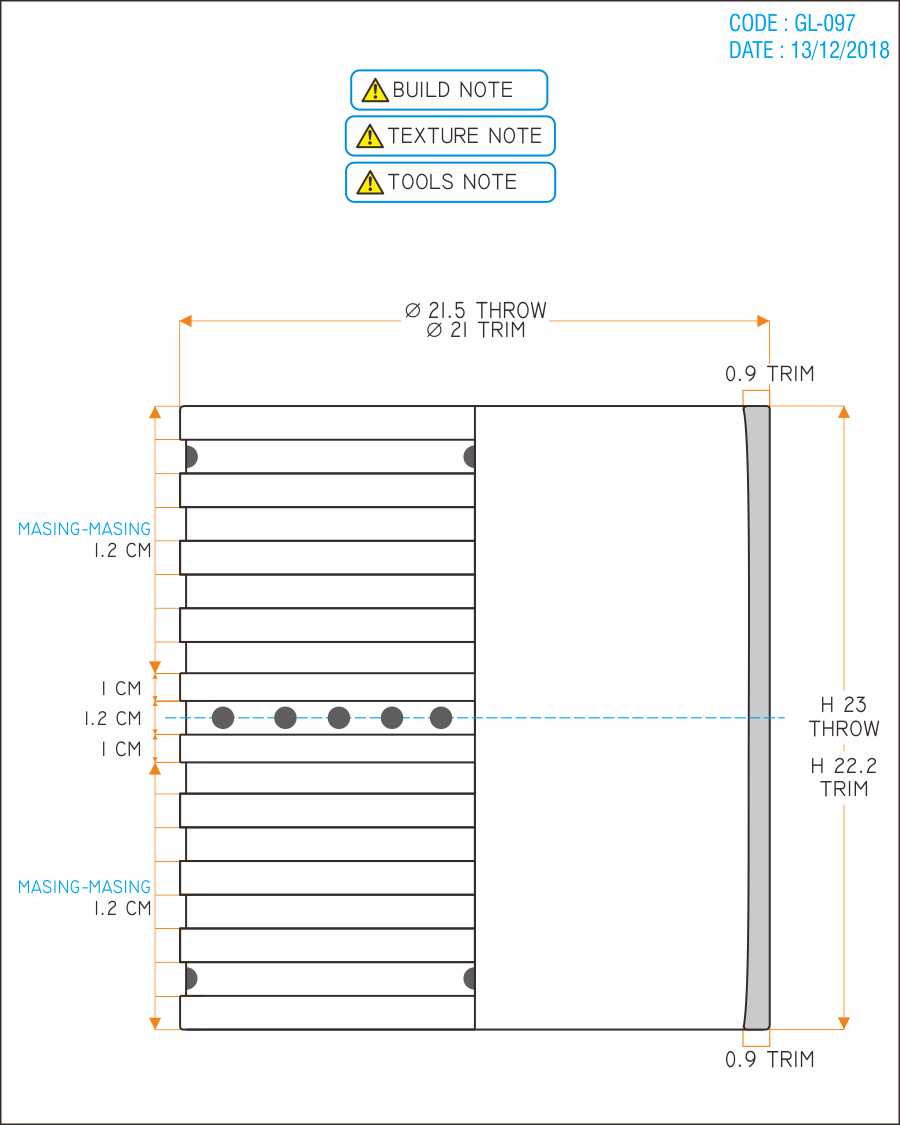 CODE : GL-097
DATE : 13/12/2018
BUILD NOTE
TEXTURE NOTE
TOOLS NOTE
Ø 21.5 THROW
Ø 21 TRIM
0.9 TRIM
MASING-MASING
1.2 CM
1 CM
1.2 CM
1 CM
H 23
THROW
H 22.2
TRIM
MASING-MASING
1.2 CM
0.9 TRIM